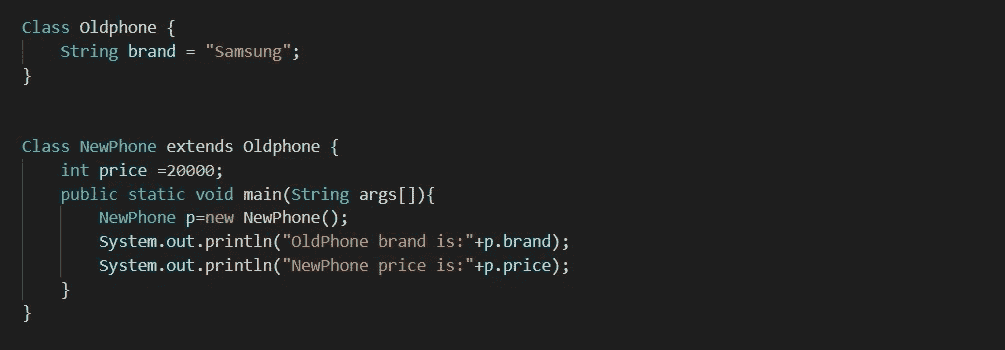 Class Oldphone {
    String brand = "Samsung";
}
Class NewPhone extends Oldphone {
    int price =20000;
    public static void main(String args[]){
        NewPhone p=new NewPhone();
        System.out.println("OldPhone brand is:"+p.brand);
        System.out.println("NewPhone price is:"+p.price);
    }
}